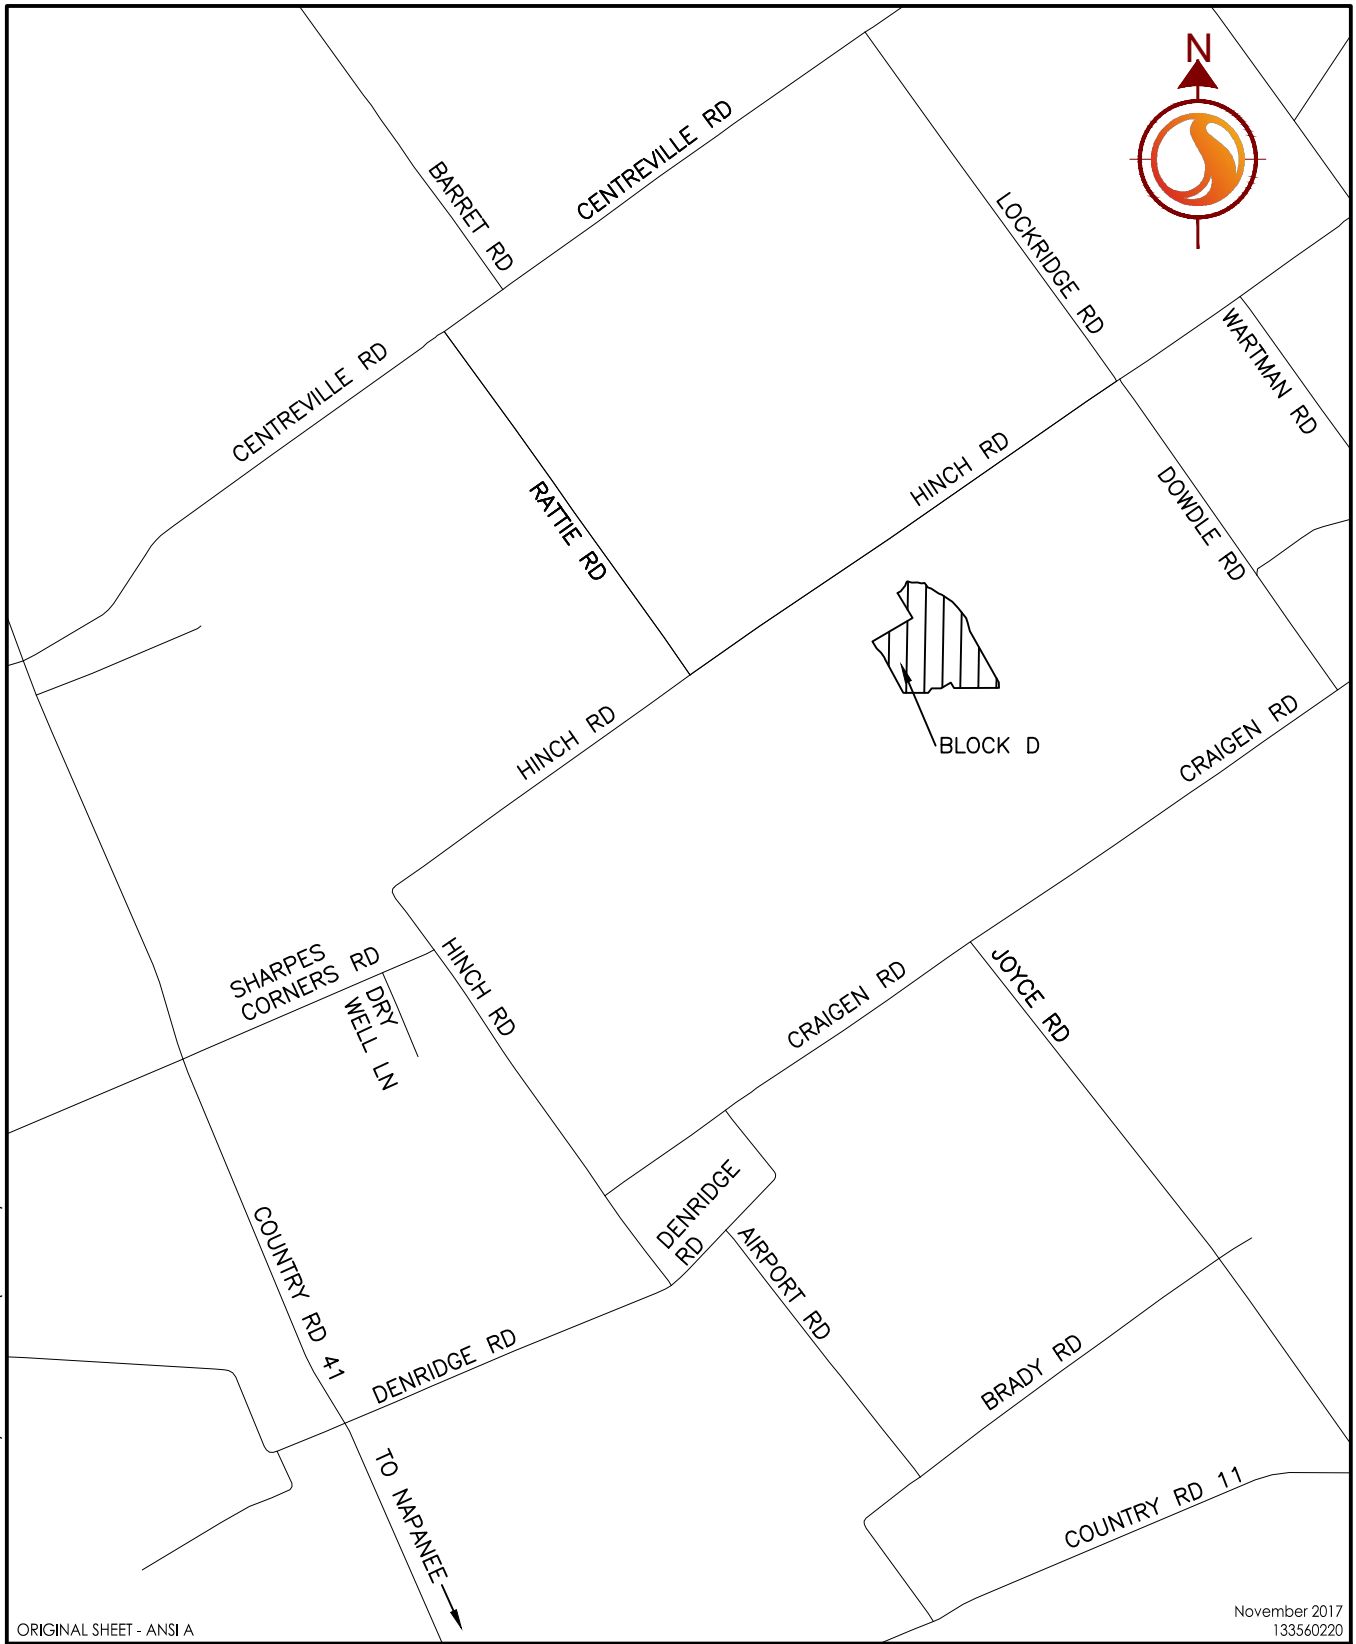 N
CENTREVILLE RD
BARRET RD
LOCKRIDGE RD
WARTMAN RD
CENTREVILLE RD
HINCH RD
RATTIE RD
DOWDLE RD
HINCH RD
BLOCK D
CRAIGEN RD
SHARPES
CORNERS RD
HINCH RD
DRY
WELL LN
CRAIGEN RD
JOYCE RD
DENRIDGE
RD
COUNTRY RD 41
AIRPORT RD
DENRIDGE RD
BRADY RD
TO NAPANEE
COUNTRY RD 11
ORIGINAL SHEET - ANSI A
November 2017
133560220